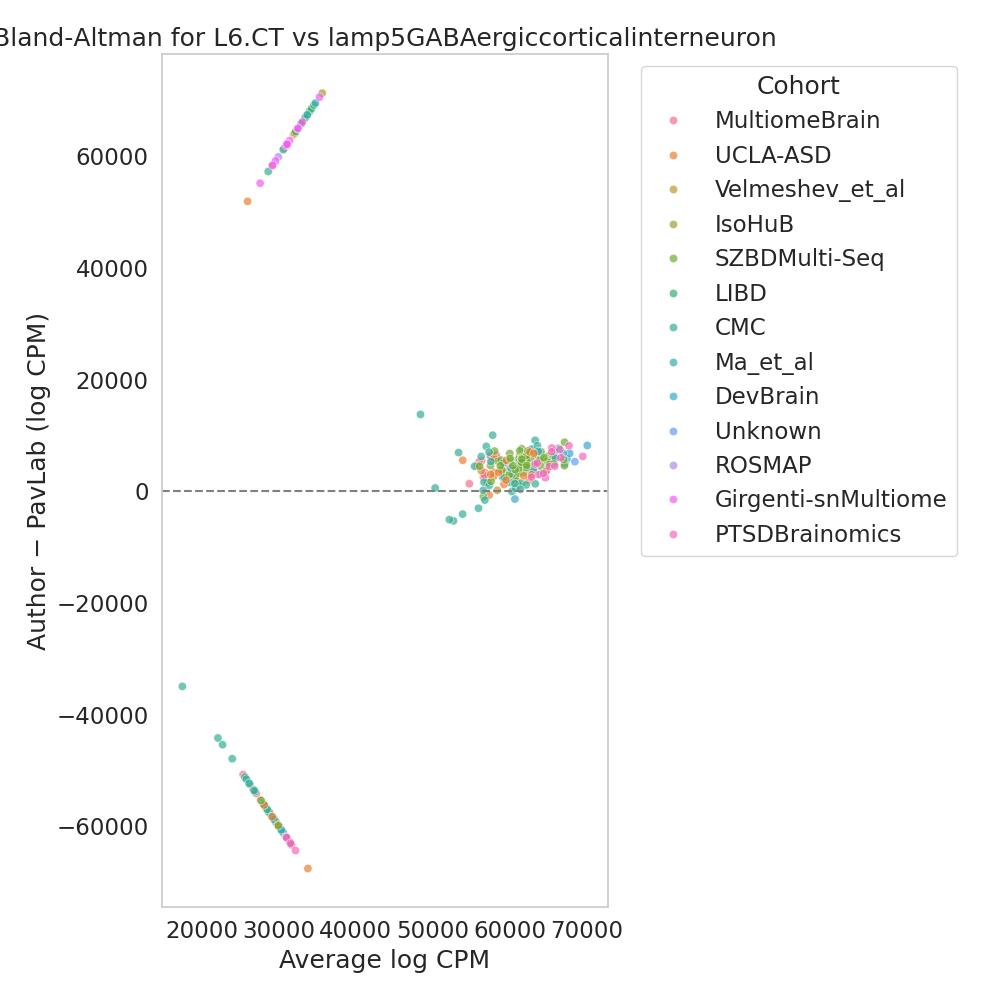 Bland-Altman for L6.CT vs lamp5GABAergiccorticalinterneuron
Cohort
MultiomeBrain
UCLA-ASD
Velmeshev_et_al
IsoHuB
SZBDMulti-Seq
LIBD
CMC
Ma_et_al
DevBrain
Unknown
ROSMAP
Girgenti-snMultiome
PTSDBrainomics
Author − PavLab (log CPM)
60000
40000
20000
0
−20000
−40000
−60000
20000 30000 40000 50000 60000 70000
Average log CPM